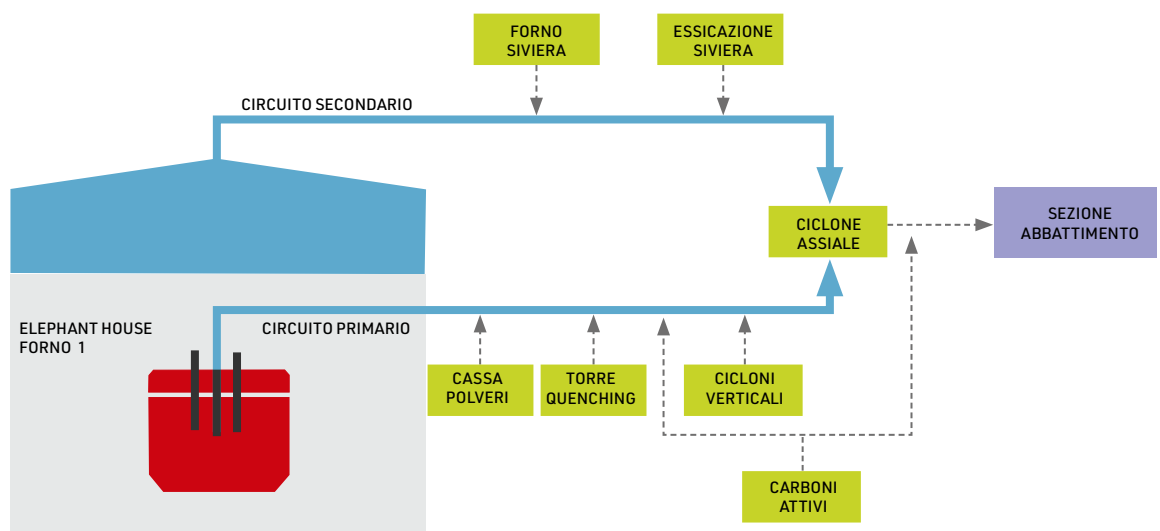 FORNO
SIVIERA
ESSICAZIONE
SIVIERA
CIRCUITO SECONDARIO
CICLONE
ASSIALE
SEZIONE
ABBATTIMENTO
ELEPHANT HOUSE
FORNO 1
CIRCUITO PRIMARIO
CASSA
POLVERI
TORRE
QUENCHING
CICLONI
VERTICALI
CARBONI
ATTIVI